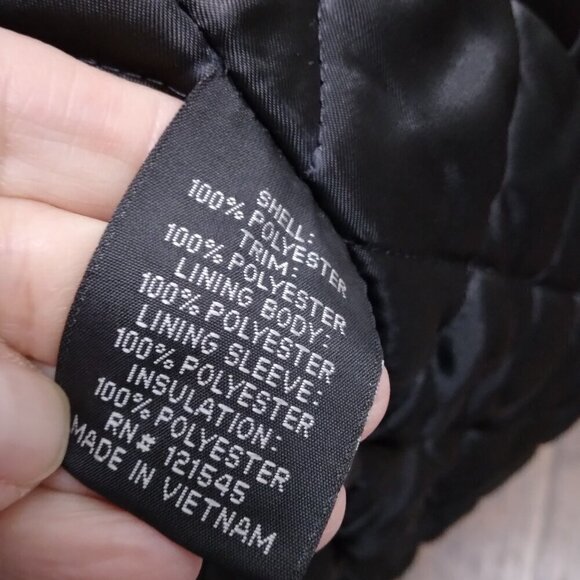 SHELL:
100% POLYESTER
TRIM:
100% POLYESTER
LINING BODY:
100% POLYESTER
LINING SLEEVE:
100% POLYESTER
INSULATION:
100% POLYESTER
RN# 121545
MADE IN VIETNAM